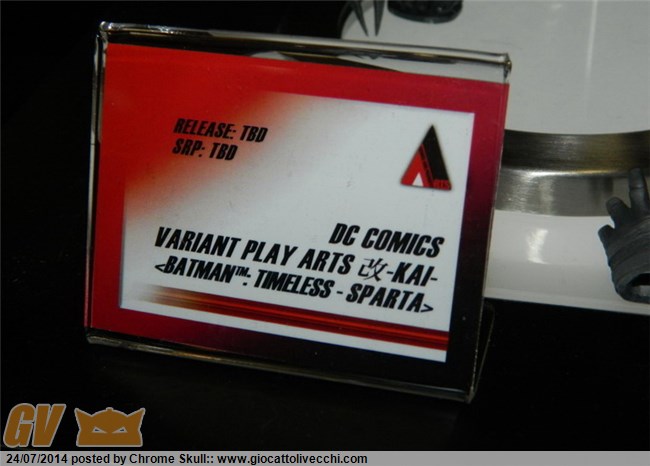 RELEASE: TBD
SRP: TBD
ARTS
DC COMICS
VARIANT PLAY ARTS 改 -KAI-
<BATMAN™: TIMELESS - SPARTA>
GV
24/07/2014 posted by Chrome Skull:: www.giocattolivecchi.com